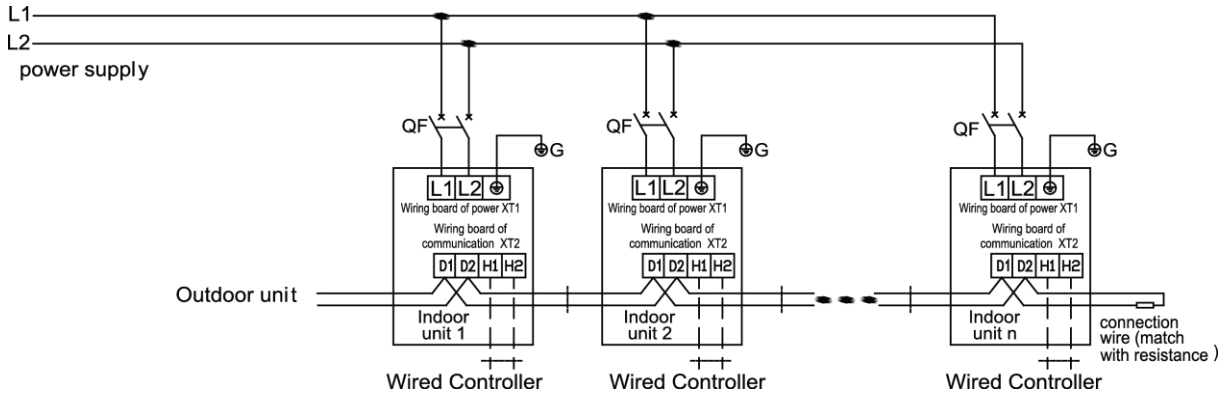 L1
L2
power supply
QF
G
QF
G
QF
G
L1 L2
Wiring board of power XT1
Wiring board of
communication XT2
D1 D2 H1 H2
L1 L2
Wiring board of power XT1
Wiring board of
communication XT2
D1 D2 H1 H2
L1 L2
Wiring board of power XT1
Wiring board of
communication XT2
D1 D2 H1 H2
Outdoor unit
Indoor
unit 1
Indoor
unit 2
Indoor
unit n
connection
wire (match
with resistance )
Wired Controller
Wired Controller
Wired Controller